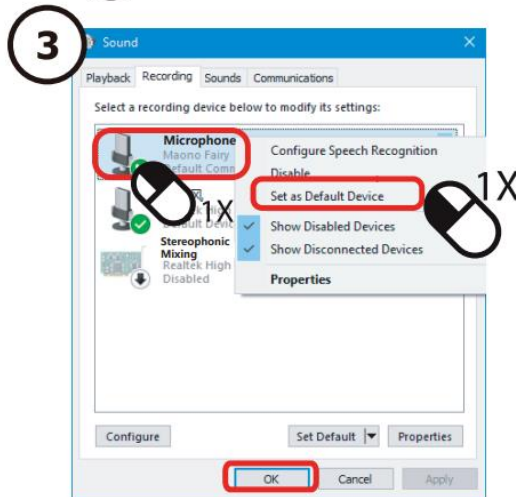 3
Sound
Playback Recording Sounds Communications
Select a recording device below to modify its settings:
Microphone
Maono Fairy
Default Comm
Configure Speech Recognition
Disable
Set as Default Device
1X
1X
Realtek High
Default Device
Show Disabled Devices
Show Disconnected Devices
Stereophonic
Mixing
Realtek High
Disabled
Properties
Configure
Set Default
Properties
OK
Cancel
Apply